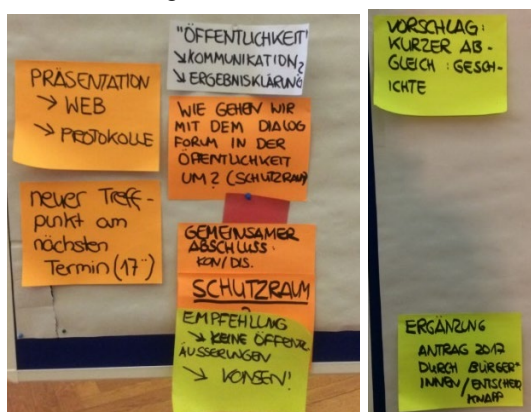 "ÖFFENTLICHKEIT"
↘ KOMMUNIKATION?
↘ ERGEBNISKLÄRUNG
PRÄSENTATION
→ WEB
↘ PROTOKOLLE
WIE GEHEN WIR
MIT DEM DIALOG
FORUM IN DER
ÖFFENTLICHKEIT
UM? (SCHUTZRAUM
neuer Treff-
punkt am
nächsten
Termin (17°°)
GEMEINSAMER
ABSCHLUSS:
KON/DIS.
SCHUTZRAUM
EMPFEHLUNG
↘ KEINE ÖFFENTL.
ÄUSSERUNGEN
↘ KONSEN!
VORSCHLAG:
KURZER AB-
GLEICH: GESCH-
ICHTE
ERGÄNZUNG
ANTRAG 2017
DURCH BÜRGER*
INNEN/ENTSCHEID
KNAPP